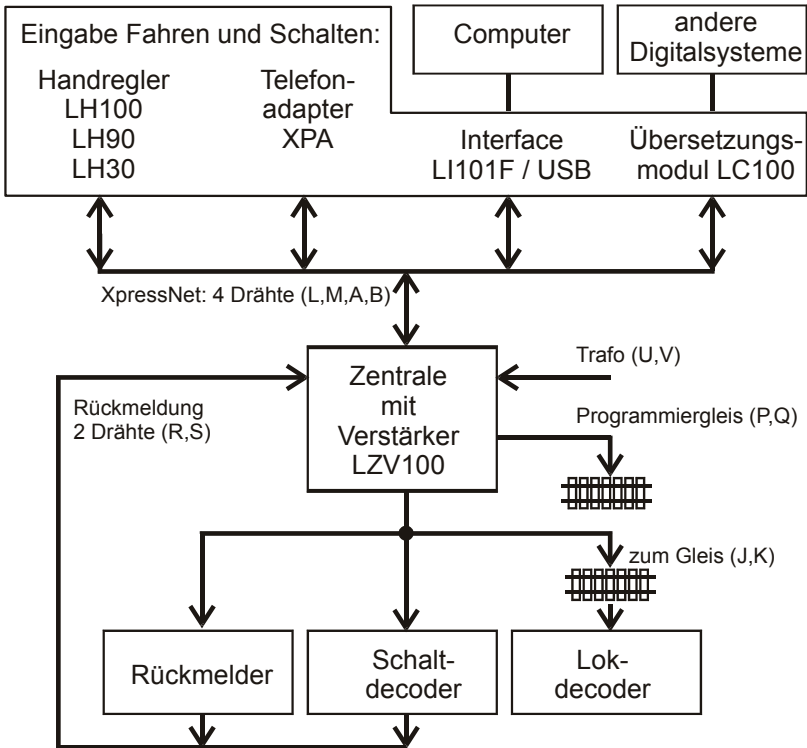 Eingabe Fahren und Schalten:
Handregler
LH100
LH90
LH30
Telefon-
adapter
XPA
Computer
andere
Digitalsysteme
Interface
LI101F / USB
Übersetzungs-
modul LC100
XpressNet: 4 Drähte (L,M,A,B)
Zentrale
mit
Verstärker
LZV100
Trafo (U,V)
Rückmeldung
2 Drähte (R,S)
Programmiergleis (P,Q)
zum Gleis (J,K)
Rückmelder
Schalt-
decoder
Lok-
decoder